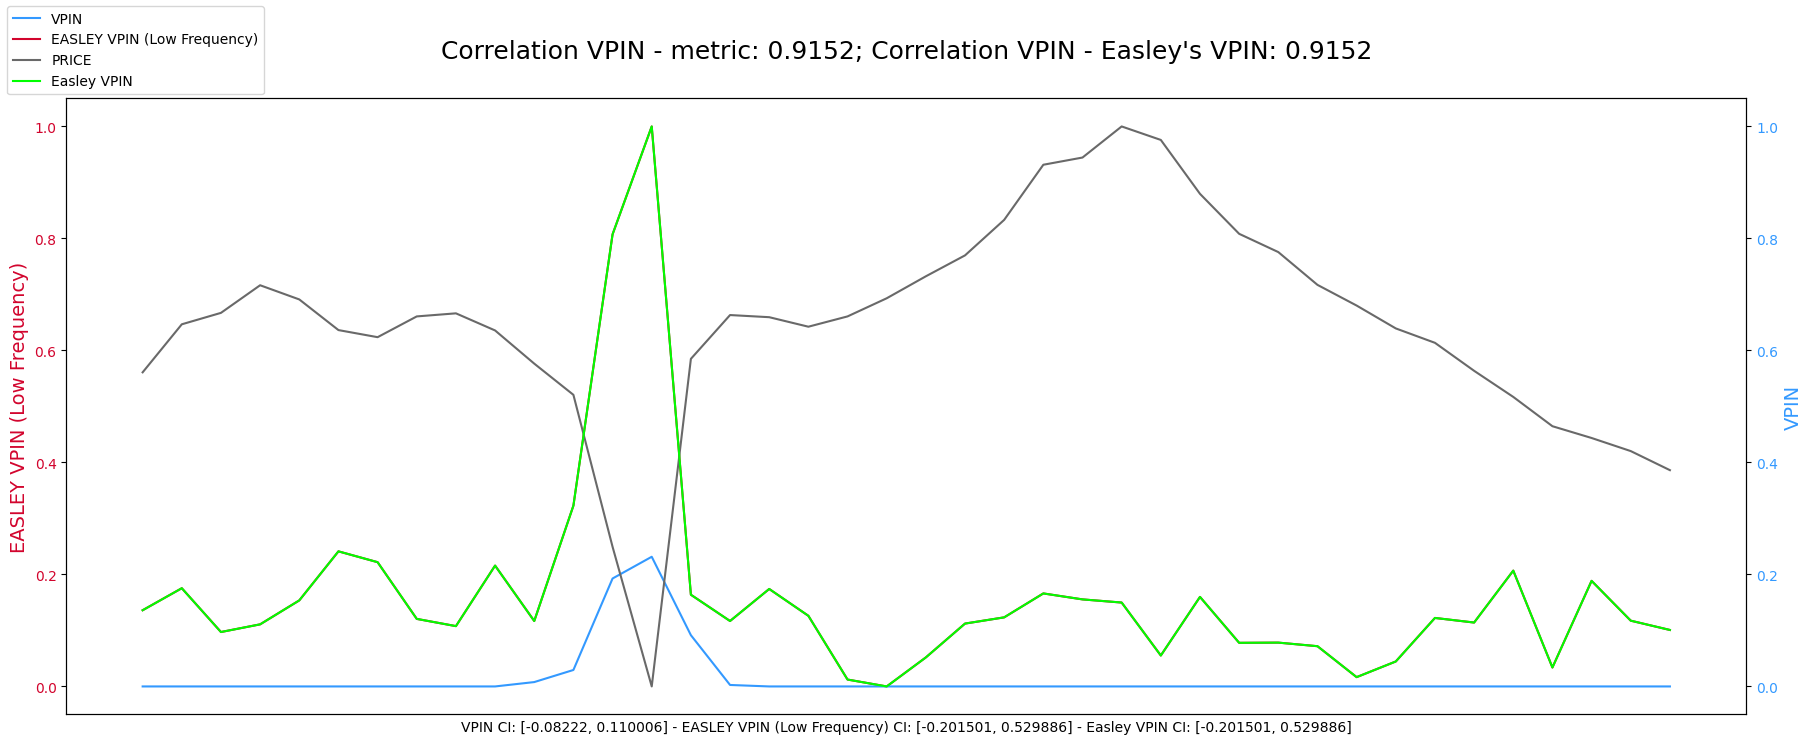 VPIN
EASLEY VPIN (Low Frequency)
PRICE
Easley VPIN
Correlation VPIN - metric: 0.9152; Correlation VPIN - Easley's VPIN: 0.9152
EASLEY VPIN (Low Frequency)
1.0
0.8
0.6
0.4
0.2
0.0
1.0
0.8
0.6
0.4
0.2
0.0
VPIN
VPIN CI: [-0.08222, 0.110006] - EASLEY VPIN (Low Frequency) CI: [-0.201501, 0.529886] - Easley VPIN CI: [-0.201501, 0.529886]